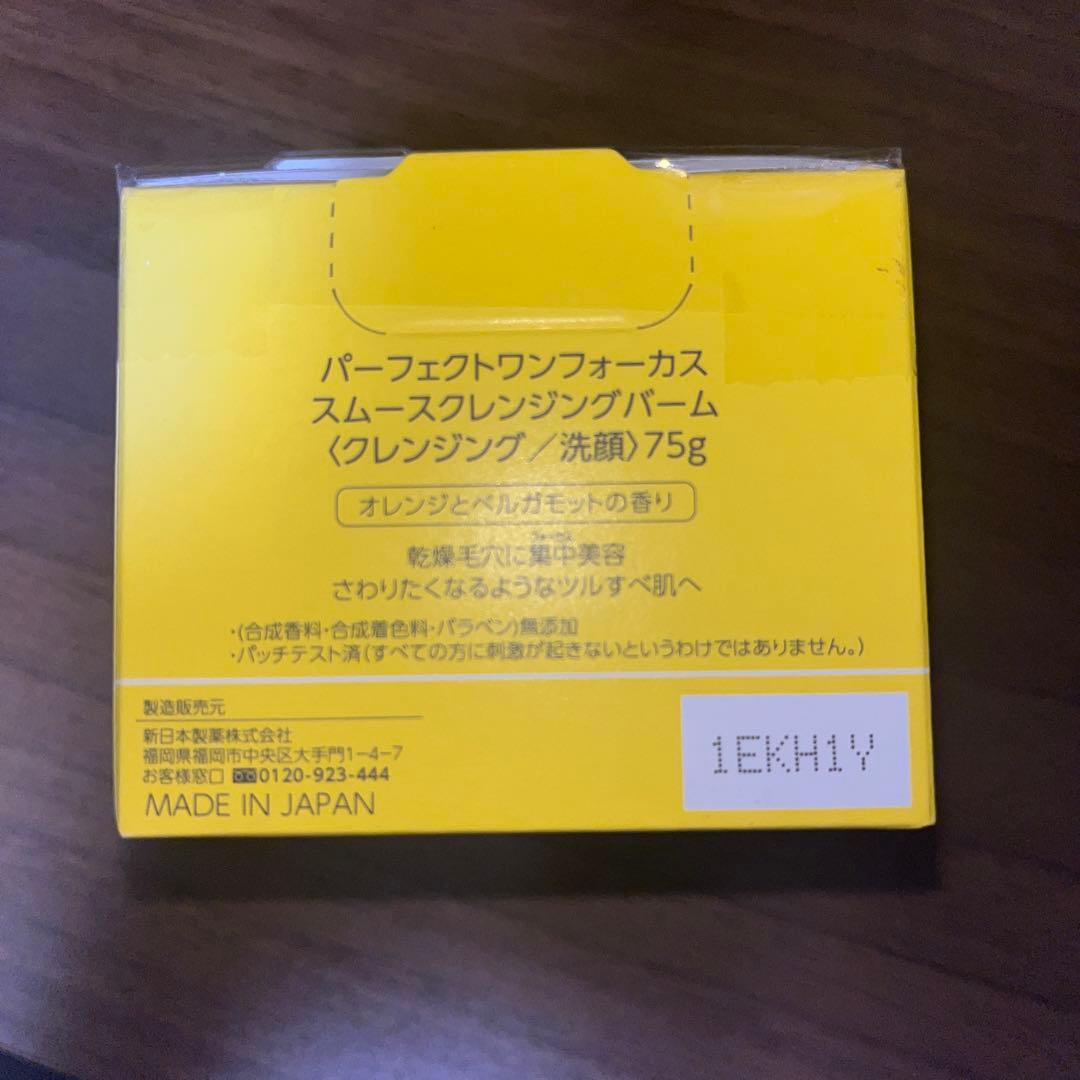 パーフェクトワンフォーカス
スムースクレンジングバーム
〈クレンジング／洗顔〉75g
オレンジとベルガモットの香り
乾燥毛穴に集中美容
さわりたくなるようなツルすべ肌へ
・(合成香料・合成着色料・パラベン)無添加
・パッチテスト済(すべての方に刺激が起きないというわけではありません。)
製造販売元
新日本製薬株式会社
福岡県福岡市中央区大手門1-4-7
お客様窓口 0120-923-444
MADE IN JAPAN
1EKH1Y